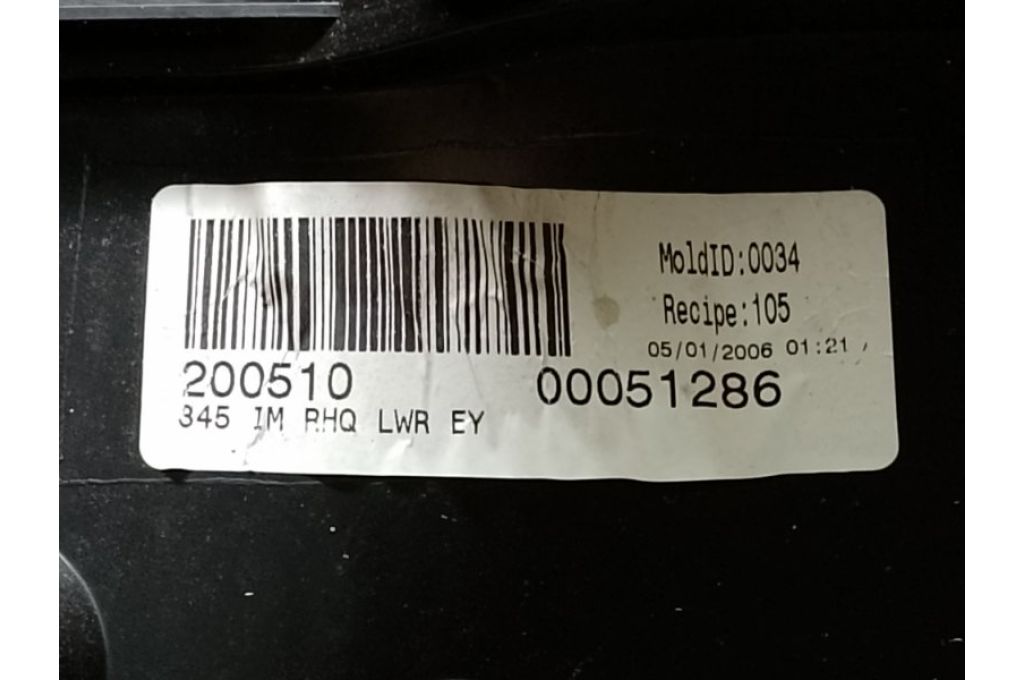 MoldID:0034
Recipe:105
05/01/2006 01:21
200510 00051286
345 IM RHQ LWR EY